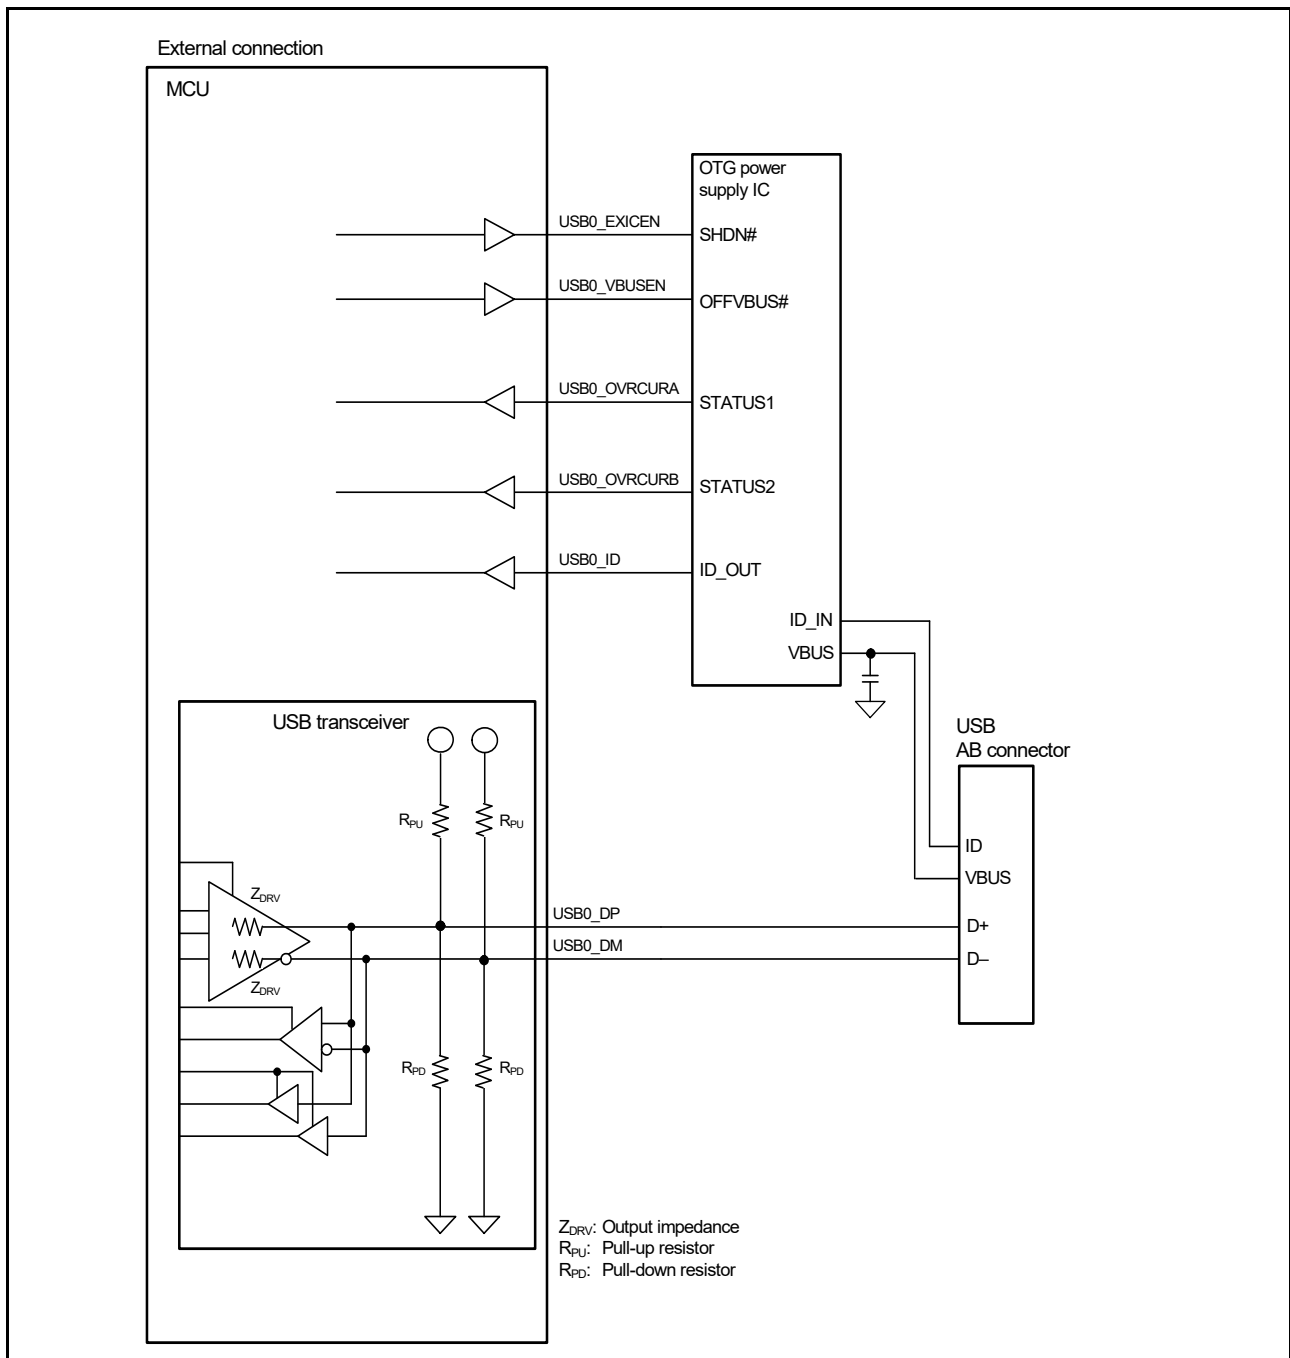 External connection
MCU
OTG power
supply IC
USB0_EXICEN
SHDN#
USB0_VBUSEN
OFFVBUS#
USB0_OVRCURA
STATUS1
USB0_OVRCURB
STATUS2
USB0_ID
ID_OUT
ID_IN
VBUS
USB transceiver
USB
AB connector
RPU
RPU
ID
VBUS
ZDRV
USB0_DP
D+
USB0_DM
D–
ZDRV
RPD
RPD
ZDRV: Output impedance
RPU: Pull-up resistor
RPD: Pull-down resistor